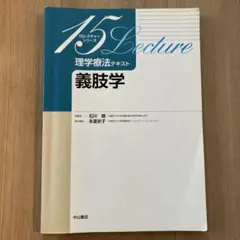 15レクチャー
シリーズ
15 Lecture
理学療法テキスト
義肢学
石川 朗
永冨史子
中山書店